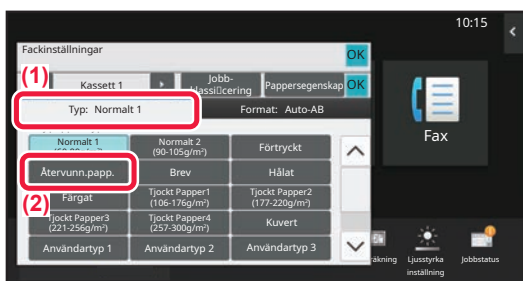 10:15
Fackinställningar
OK
(1)
Kassett 1
Jobb-
klassificering
Pappersegenskap
OK
Typ: Normalt 1
Format: Auto-AB
Normalt 1
Normalt 2
(90-105g/m²)
Förtryckt
Återvunn.papp.
Brev
Hålat
(2)
Färgat
Tjockt Papper1
(106-176g/m²)
Tjockt Papper2
(177-220g/m²)
Tjockt Papper3
(221-256g/m²)
Tjockt Papper4
(257-300g/m²)
Kuvert
Användartyp 1
Användartyp 2
Användartyp 3
Fax
räkning
Ljusstyrka
inställning
Jobbstatus